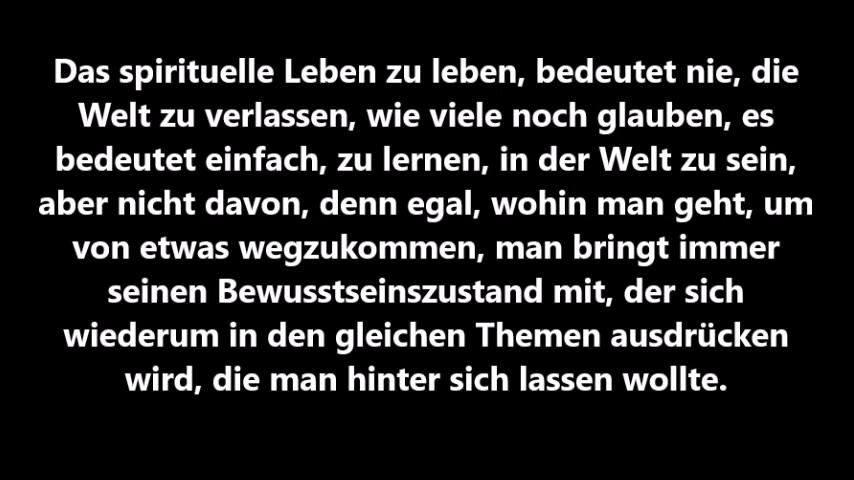 Das spirituelle Leben zu leben, bedeutet nie, die
Welt zu verlassen, wie viele noch glauben, es
bedeutet einfach, zu lernen, in der Welt zu sein,
aber nicht davon, denn egal, wohin man geht, um
von etwas wegzukommen, man bringt immer
seinen Bewusstseinszustand mit, der sich
wiederum in den gleichen Themen ausdrücken
wird, die man hinter sich lassen wollte.